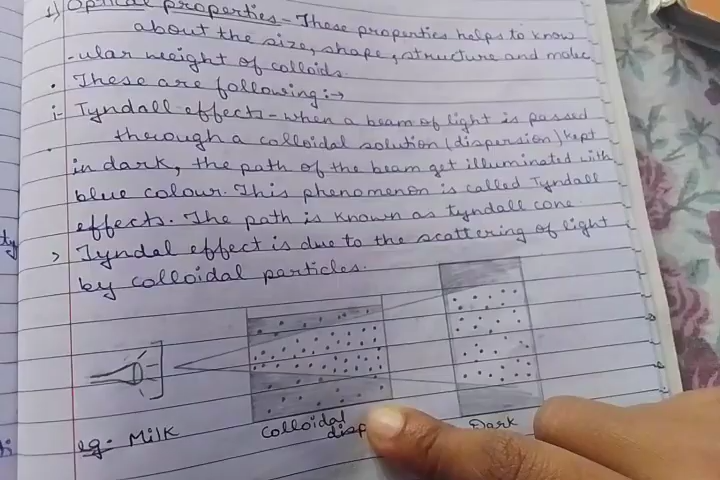 1) Optical properties - These properties helps to know
about the size, shape, structure and molec
-ular weight of colloids.
• These are following :→
i- Tyndall effects - when a beam of light is passed
through a colloidal solution (dispersion) kept
in dark, the path of the beam get illuminated with
blue colour. This phenomenon is called Tyndall
effects. The path is known as tyndall cone.
> Tyndal effect is due to the scattering of light
by colloidal particles.
eg:- Milk
Colloidal
disp
Dark